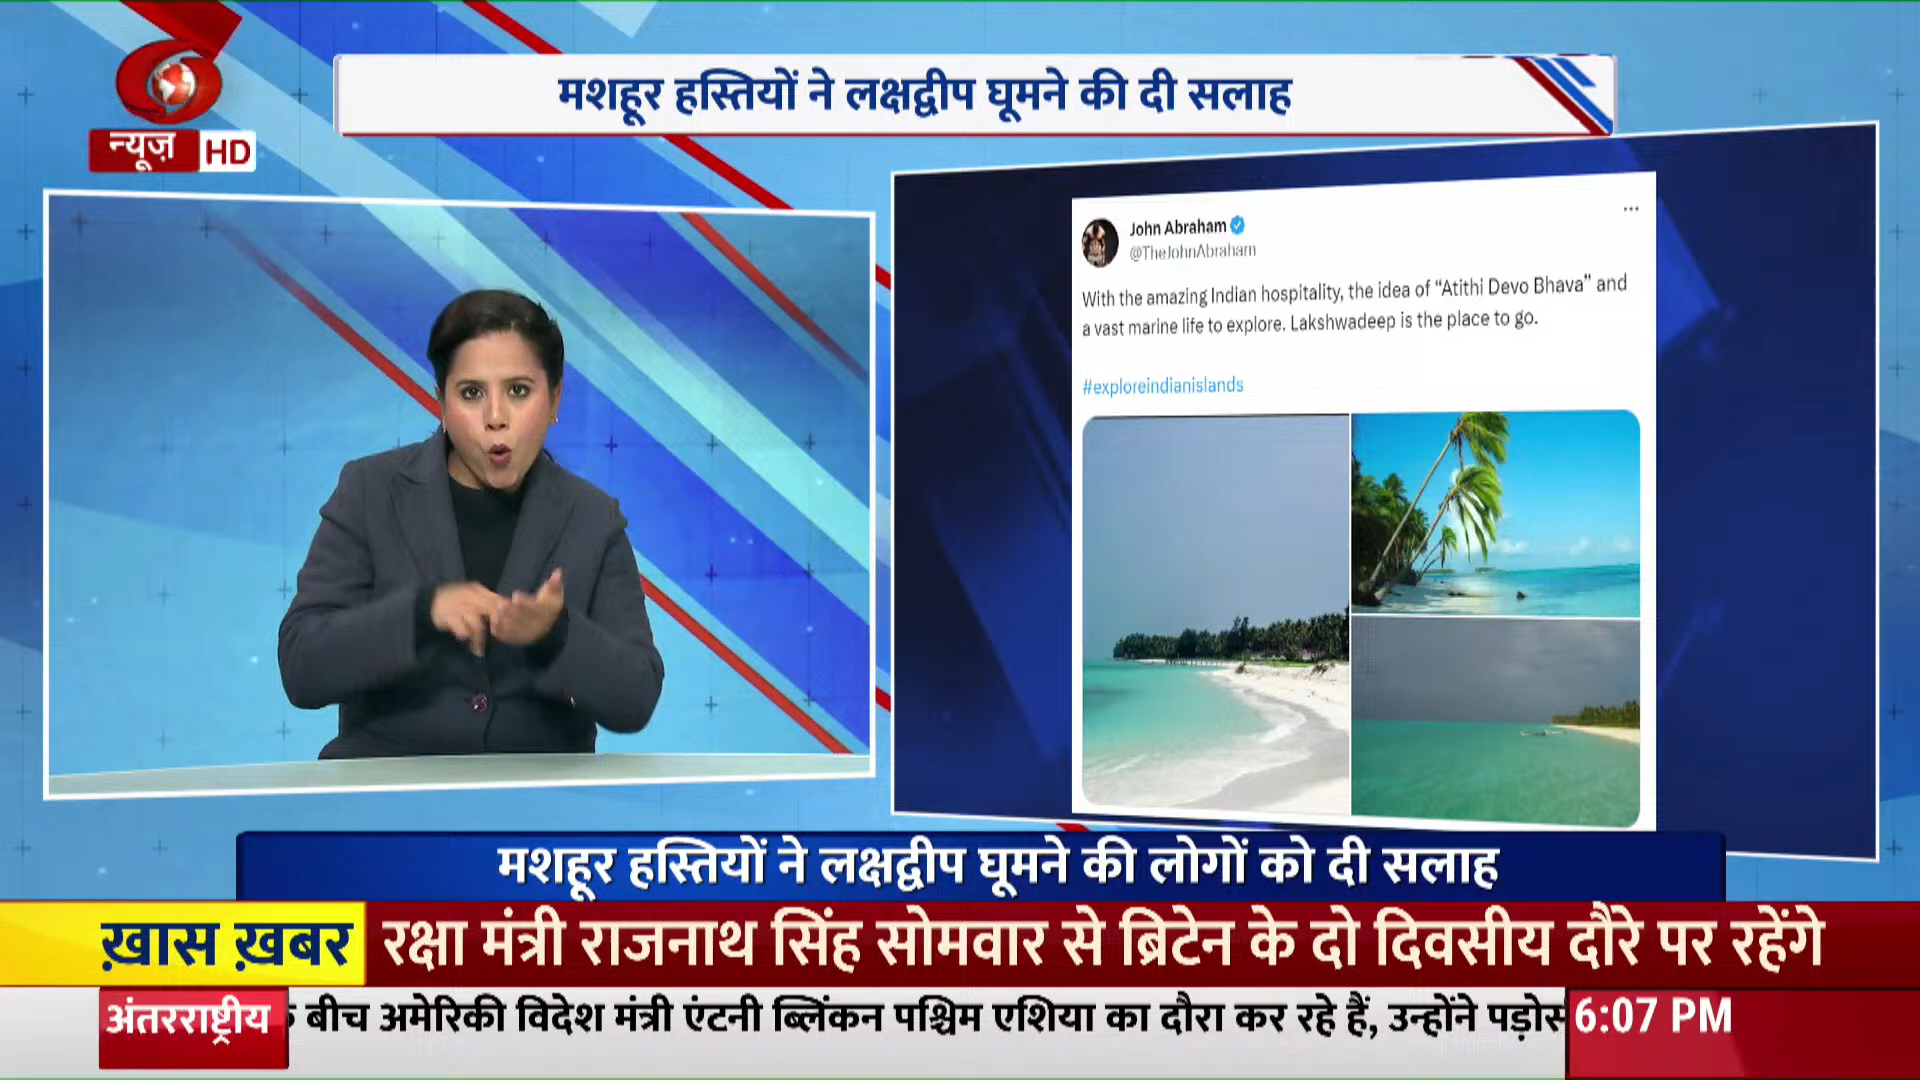 न्यूज़ HD
मशहूर हस्तियों ने लक्षद्वीप घूमने की दी सलाह
John Abraham
@TheJohnAbraham
With the amazing Indian hospitality, the idea of “Atithi Devo Bhava” and
a vast marine life to explore. Lakshwadeep is the place to go.
#exploreindianislands
मशहूर हस्तियों ने लक्षद्वीप घूमने की लोगों को दी सलाह
ख़ास ख़बर
रक्षा मंत्री राजनाथ सिंह सोमवार से ब्रिटेन के दो दिवसीय दौरे पर रहेंगे
अंतरराष्ट्रीय
बीच अमेरिकी विदेश मंत्री एंटनी ब्लिंकन पश्चिम एशिया का दौरा कर रहे हैं, उन्होंने
6:07 PM